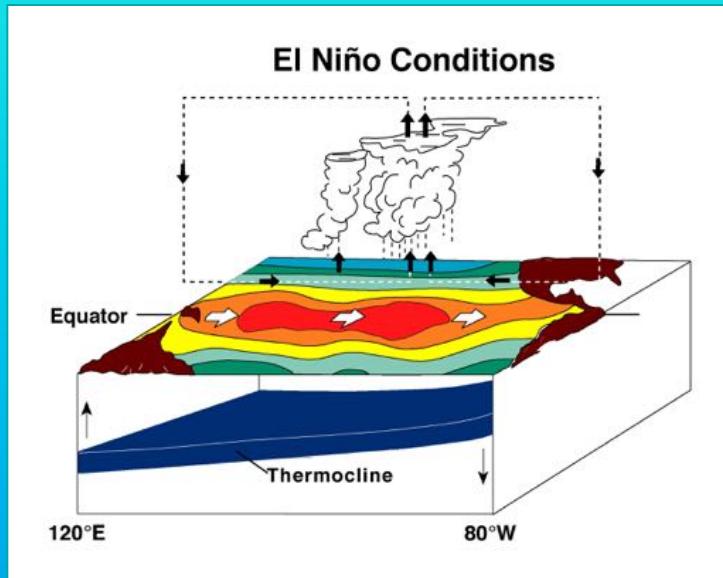 El Niño Conditions
Equator
Thermocline
120°E
80°W